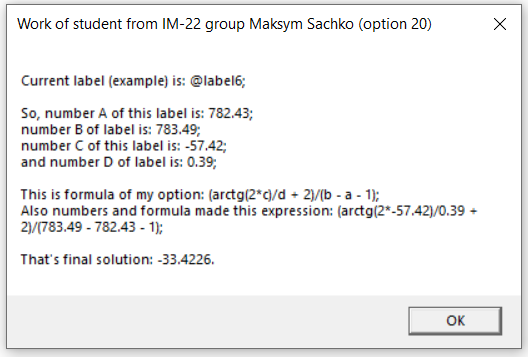 Work of student from IM-22 group Maksym Sachko (option 20)
Current label (example) is: @label6;
So, number A of this label is: 782.43;
number B of label is: 783.49;
number C of this label is: -57.42;
and number D of label is: 0.39;
This is formula of my option: (arctg(2*c)/d + 2)/(b - a - 1);
Also numbers and formula made this expression: (arctg(2*-57.42)/0.39 +
2)/(783.49 - 782.43 - 1);
That's final solution: -33.4226.
OK